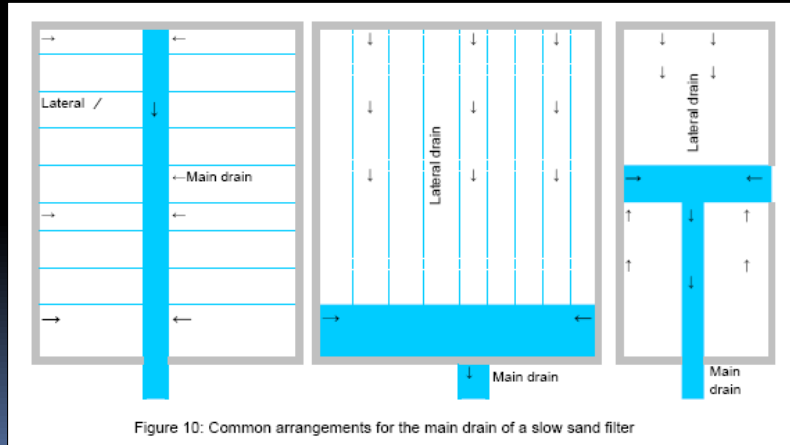 Lateral
Main drain
Lateral drain
Main drain
Lateral drain
Main
drain
Figure 10: Common arrangements for the main drain of a slow sand filter